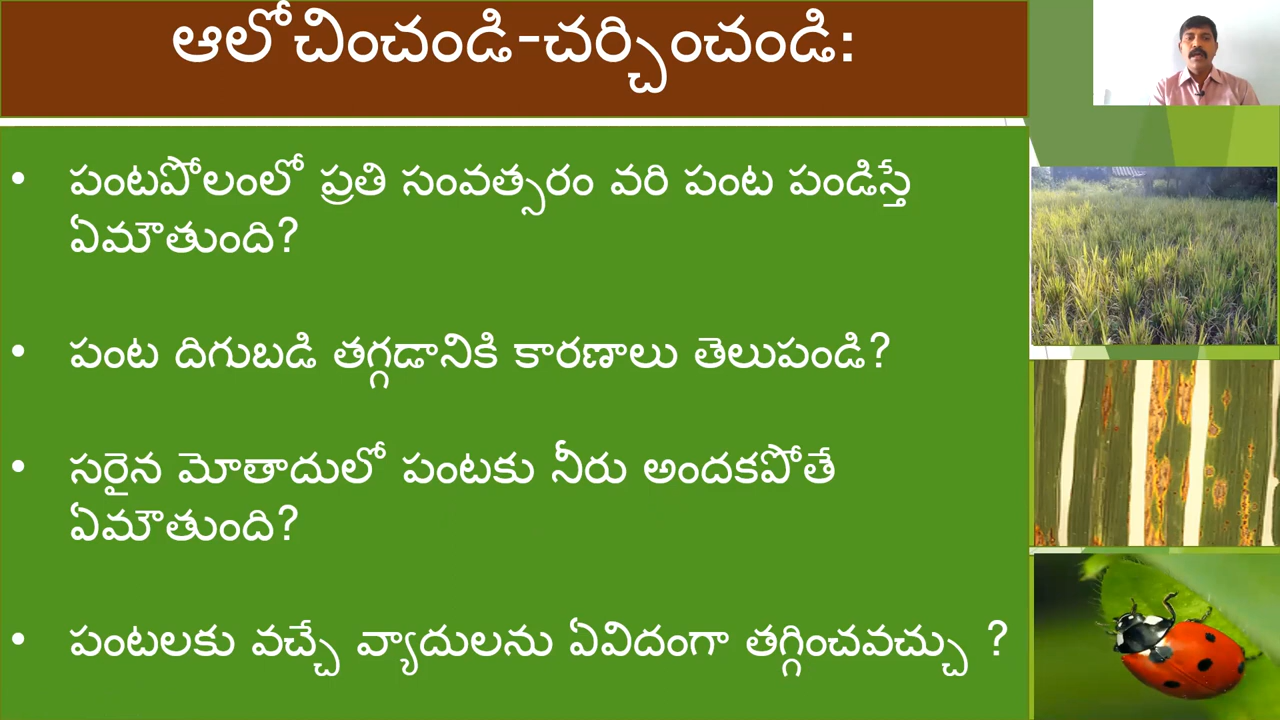 ఆలోచించండి-చర్చించండి:
• పంటపోలంలో ప్రతి సంవత్సరం వరి పంట పండిస్తే
ఏమౌతుంది?
• పంట దిగుబడి తగ్గడానికి కారణాలు తెలుపండి?
• సరైన మోతాదులో పంటకు నీరు అందకపోతే
ఏమౌతుంది?
• పంటలకు వచ్చే వ్యాదులను ఏవిదంగా తగ్గించవచ్చు ?